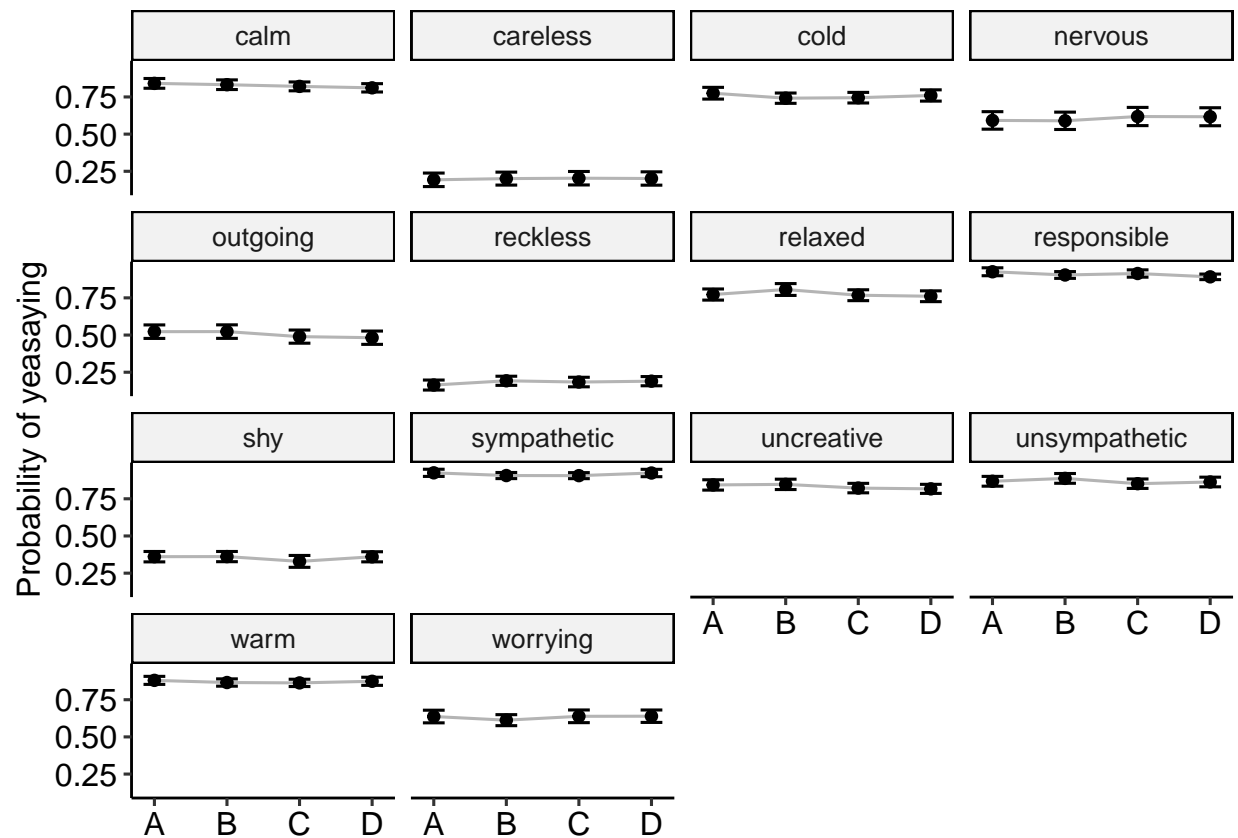 calm careless cold nervous
0.75
0.50
0.25
outgoing reckless relaxed responsible
0.75
0.50
0.25
shy sympathetic uncreative unsympathetic
0.75
0.50
0.25
A B C D A B C D
warm worrying
0.75
0.50
0.25
A B C D A B C D
Probability of yeasaying